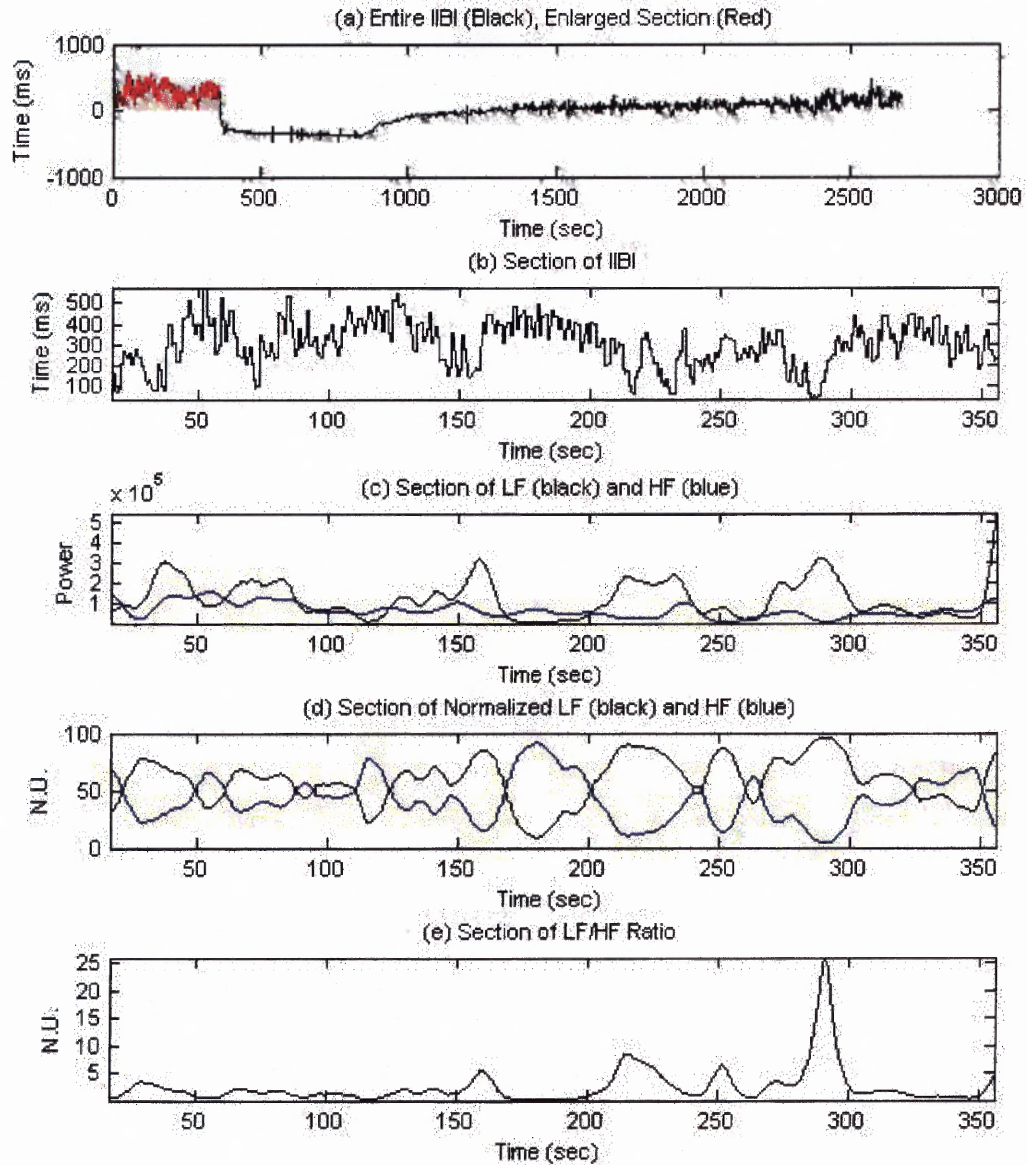 (a) Entire IIBI (Black), Enlarged Section (Red)
Time (ms)
1000
0
-1000
0 500 1000 1500 2000 2500 3000
Time (sec)
(b) Section of IIBI
Time (ms)
500
400
300
200
100
50 100 150 200 250 300 350
Time (sec)
x 10^5
(c) Section of LF (black) and HF (blue)
Power
5
4
3
2
1
50 100 150 200 250 300 350
Time (sec)
(d) Section of Normalized LF (black) and HF (blue)
N.U.
100
50
0
50 100 150 200 250 300 350
Time (sec)
(e) Section of LF/HF Ratio
N.U.
25
20
15
10
5
50 100 150 200 250 300 350
Time (sec)